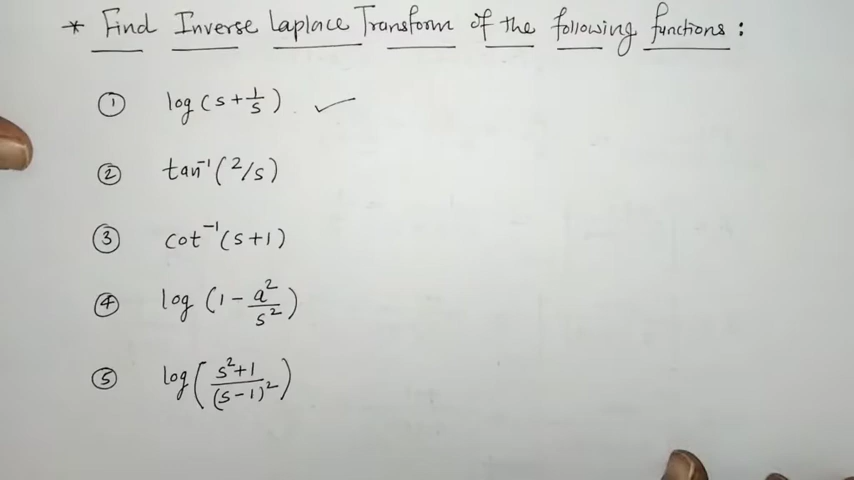 * Find Inverse Laplace Transform of the following functions :
① log(s + 1/s) ✓
② tan⁻¹(2/s)
③ cot⁻¹(s+1)
④ log(1 - a²/s²)
⑤ log((s²+1)/(s-1)²)